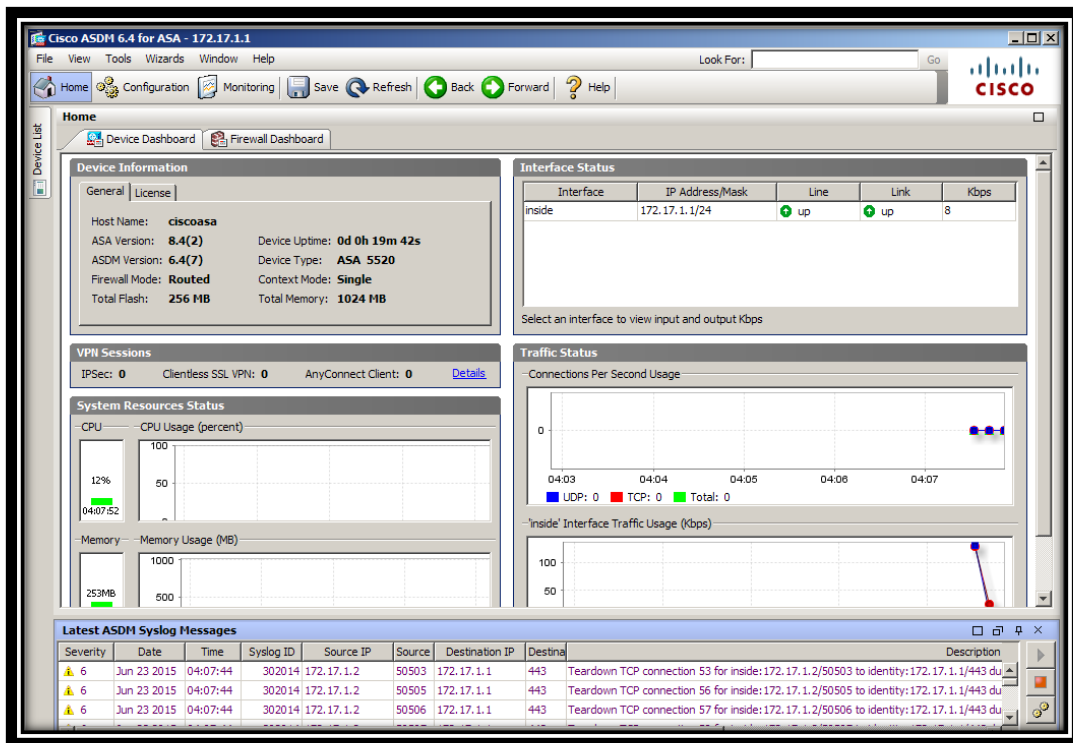 Cisco ASDM 6.4 for ASA - 172.17.1.1
File View Tools Wizards Window Help Look For: Go
Home Configuration Monitoring Save Refresh Back Forward Help
CISCO
Device List
Home
Device Dashboard Firewall Dashboard
Device Information
General License
Host Name: ciscoasa
ASA Version: 8.4(2) Device Uptime: 0d 0h 19m 42s
ASDM Version: 6.4(7) Device Type: ASA 5520
Firewall Mode: Routed Context Mode: Single
Total Flash: 256 MB Total Memory: 1024 MB
Interface Status
Interface IP Address/Mask Line Link Kbps
inside 172.17.1.1/24 up up 8
Select an interface to view input and output Kbps
VPN Sessions
IPSec: 0 Clientless SSL VPN: 0 AnyConnect Client: 0 Details
System Resources Status
CPU CPU Usage (percent)
100
12%
50
04:07:52
0
Memory Memory Usage (MB)
1000
253MB
500
Traffic Status
Connections Per Second Usage
0
04:03 04:04 04:05 04:06 04:07
UDP: 0 TCP: 0 Total: 0
'inside' Interface Traffic Usage (Kbps)
100
50
Latest ASDM Syslog Messages
Severity Date Time Syslog ID Source IP Source Destination IP Destina Description
6 Jun 23 2015 04:07:44 302014 172.17.1.2 50503 172.17.1.1 443 Teardown TCP connection 53 for inside:172.17.1.2/50503 to identity:172.17.1.1/443 du
6 Jun 23 2015 04:07:44 302014 172.17.1.2 50505 172.17.1.1 443 Teardown TCP connection 56 for inside:172.17.1.2/50505 to identity:172.17.1.1/443 du
6 Jun 23 2015 04:07:44 302014 172.17.1.2 50506 172.17.1.1 443 Teardown TCP connection 57 for inside:172.17.1.2/50506 to identity:172.17.1.1/443 du